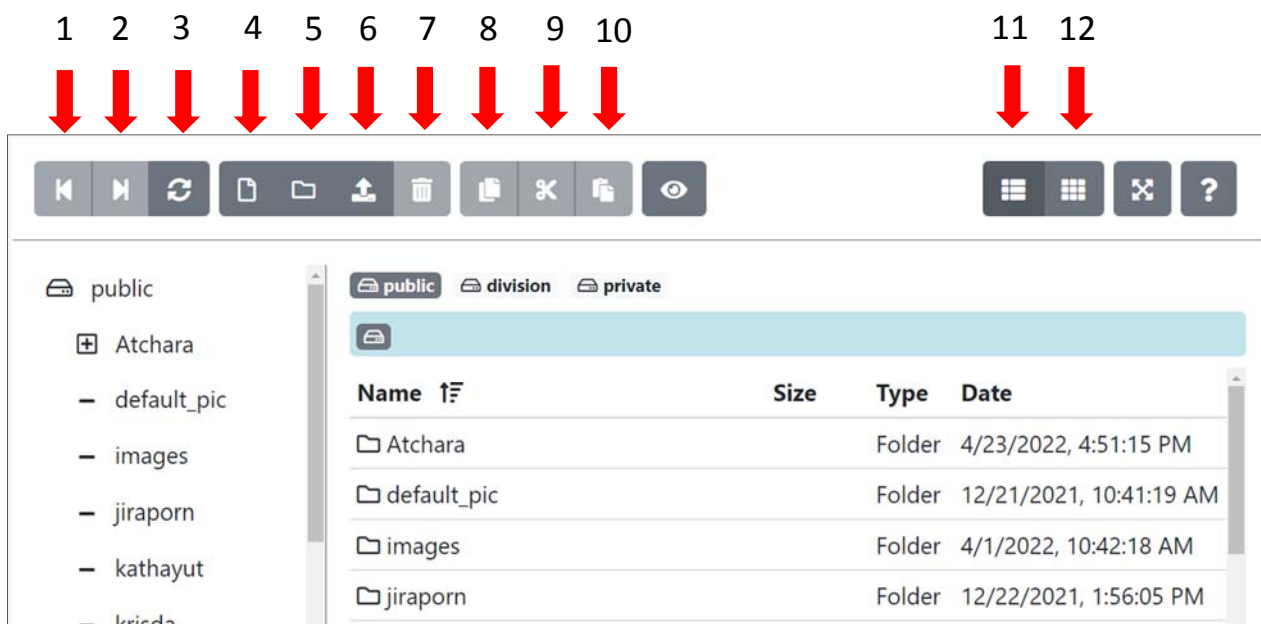 1 2 3 4 5 6 7 8 9 10 11 12
?
public
Atchara
default_pic
images
jiraporn
kathayut
krisda
public division private
Name Size Type Date
Atchara Folder 4/23/2022, 4:51:15 PM
default_pic Folder 12/21/2021, 10:41:19 AM
images Folder 4/1/2022, 10:42:18 AM
jiraporn Folder 12/22/2021, 1:56:05 PM